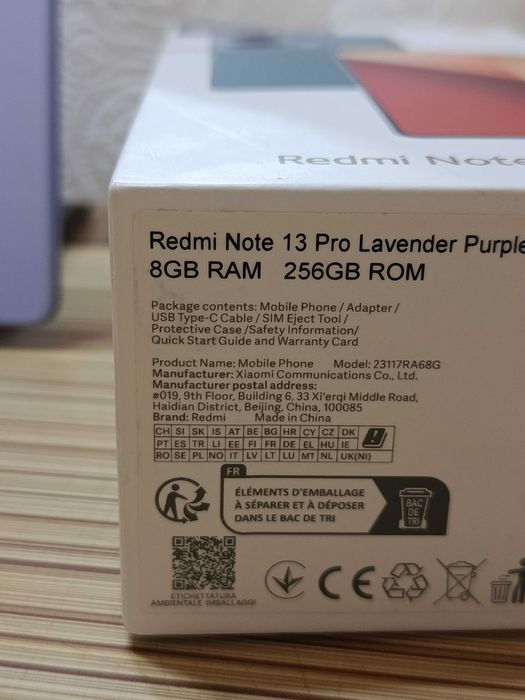 Redmi Note
Redmi Note 13 Pro Lavender Purple
8GB RAM 256GB ROM
Package contents: Mobile Phone / Adapter /
USB Type-C Cable / SIM Eject Tool /
Protective Case /Safety Information/
Quick Start Guide and Warranty Card
Product Name: Mobile Phone Model: 23117RA68G
Manufacturer: Xiaomi Communications Co., Ltd.
Manufacturer postal address:
#019, 9th Floor, Building 6, 33 Xi'erqi Middle Road,
Haidian District, Beijing, China, 100085
Brand: Redmi Made in China
CH SI SK IS AT BE BG HR CY CZ DK
PT ES TR LI EE FI FR DE EL HU IE
RO SE PL NO IT LV LT LU MT NL UK(NI)
FR
ÉLÉMENTS D'EMBALLAGE
À SÉPARER ET À DÉPOSER
DANS LE BAC DE TRI
BAC
DE
TRI
ETICHETTATURA
AMBIENTALE IMBALLAGGI
CE